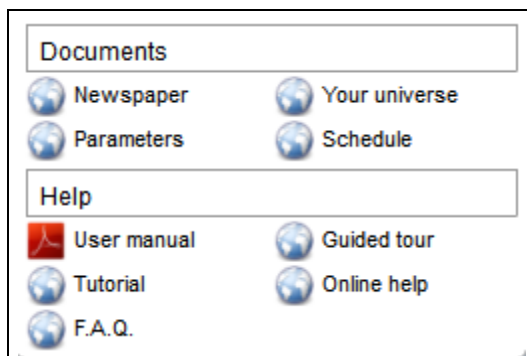 Documents
Newspaper Your universe
Parameters Schedule
Help
User manual Guided tour
Tutorial Online help
F.A.Q.